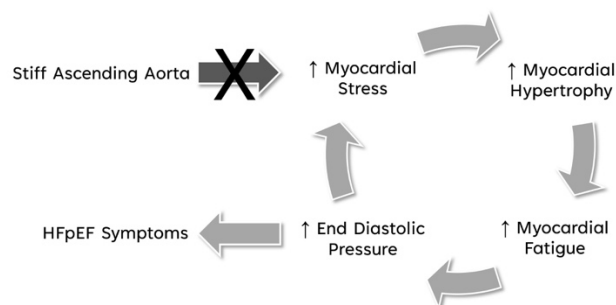 Stiff Ascending Aorta
↑ Myocardial
Stress
↑ Myocardial
Hypertrophy
HFpEF Symptoms
↑ End Diastolic
Pressure
↑ Myocardial
Fatigue